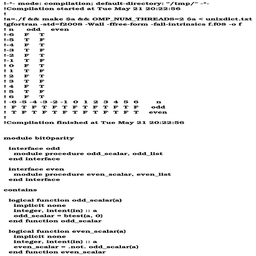 !-*- mode: compilation; default-directory: "/tmp/" -*-
!Compilation started at Tue May 21 20:22:56
!
!a=./f && make $a && OMP_NUM_THREADS=2 $a < unixdict.txt
!gfortran -std=f2008 -Wall -ffree-form -fall-intrinsics f.f08 -o f
! n odd even
!-6 F T
!-5 T F
!-4 F T
!-3 T F
!-2 F T
!-1 T F
! 0 F T
! 1 T F
! 2 F T
! 3 T F
! 4 F T
! 5 T F
! 6 F T
! -6 -5 -4 -3 -2 -1 0 1 2 3 4 5 6 n
! F T F T F T F T F T F T F odd
! T F T F T F T F T F T F T even
!
!Compilation finished at Tue May 21 20:22:56
module bit0parity
interface odd
module procedure odd_scalar, odd_list
end interface
interface even
module procedure even_scalar, even_list
end interface
contains
logical function odd_scalar(a)
implicit none
integer, intent(in) :: a
odd_scalar = btest(a, 0)
end function odd_scalar
logical function even_scalar(a)
implicit none
integer, intent(in) :: a
even_scalar = .not. odd_scalar(a)
end function even_scalar